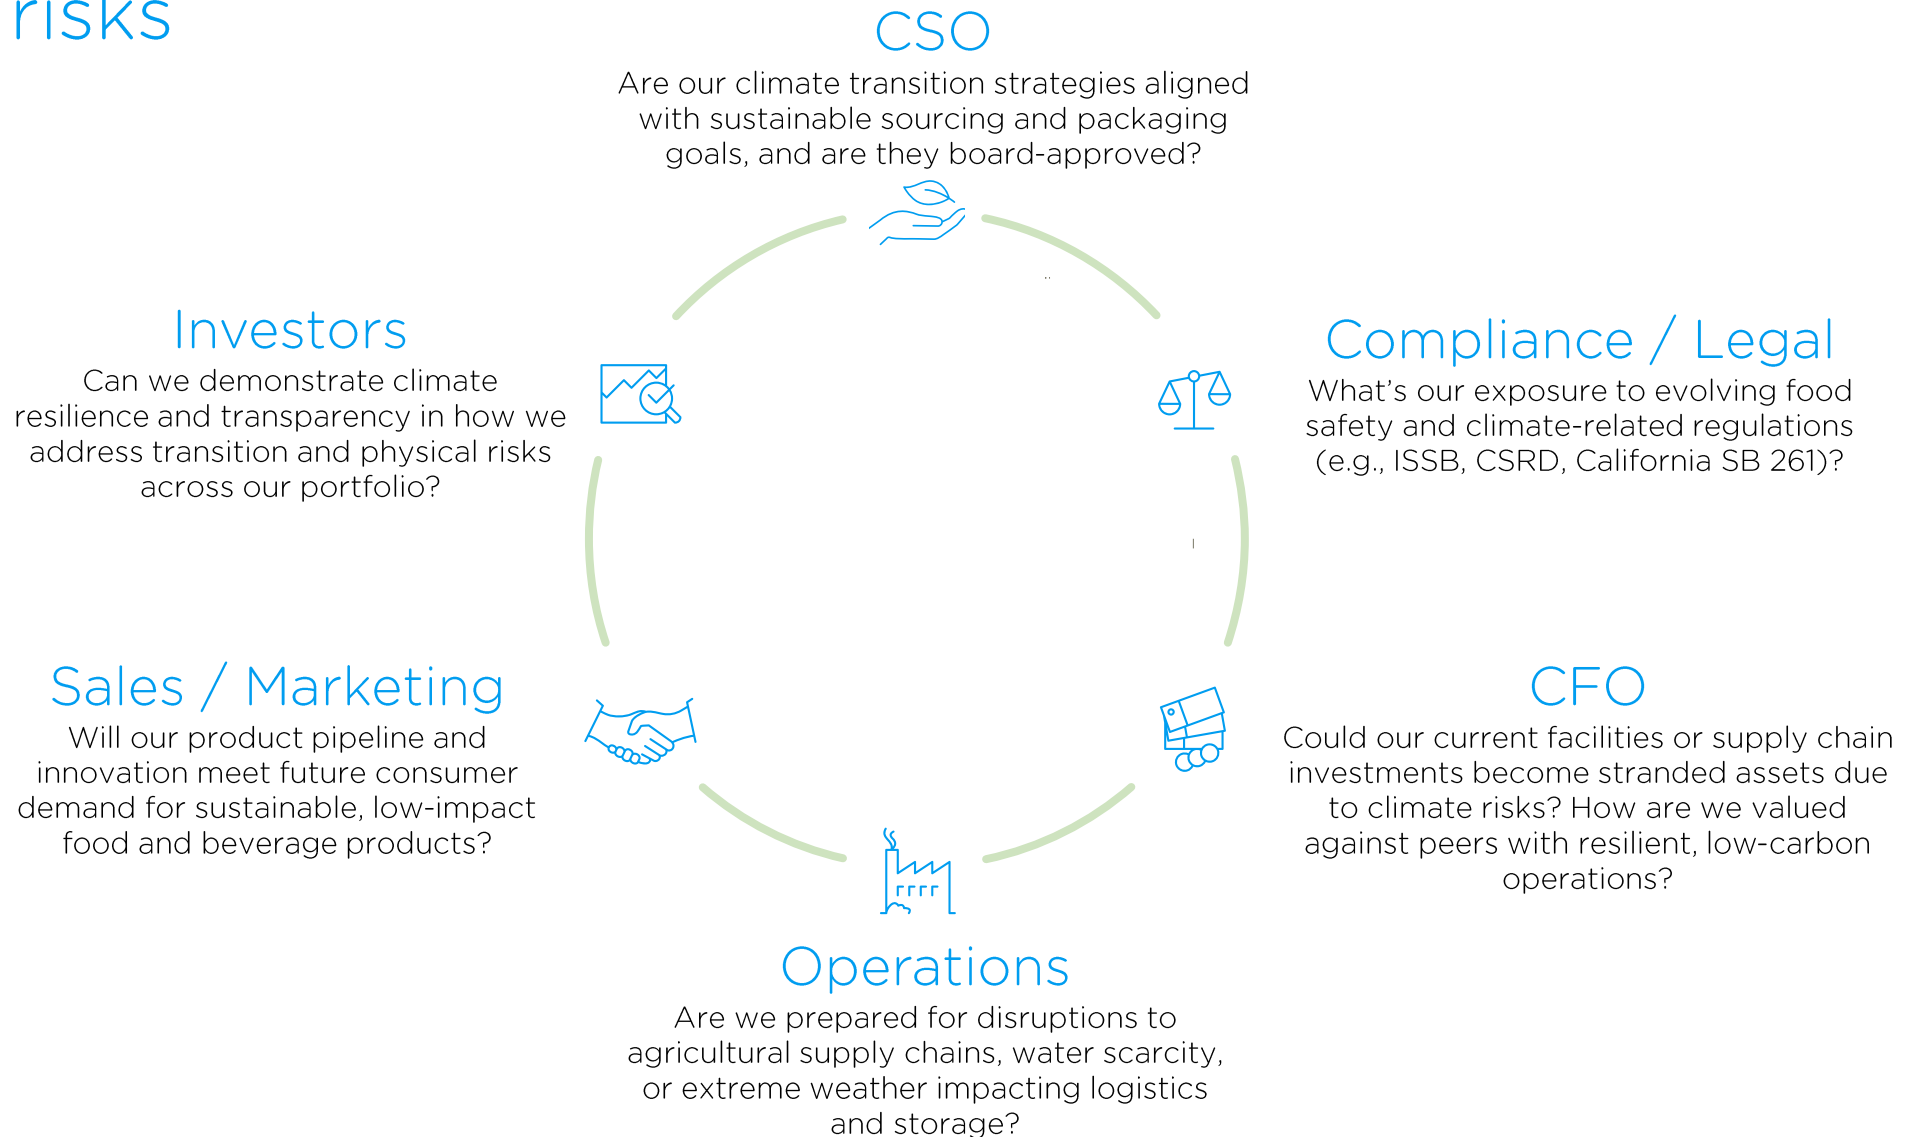 risks
CSO
Are our climate transition strategies aligned
with sustainable sourcing and packaging
goals, and are they board-approved?
Investors
Can we demonstrate climate
resilience and transparency in how we
address transition and physical risks
across our portfolio?
Compliance / Legal
What’s our exposure to evolving food
safety and climate-related regulations
(e.g., ISSB, CSRD, California SB 261)?
Sales / Marketing
Will our product pipeline and
innovation meet future consumer
demand for sustainable, low-impact
food and beverage products?
CFO
Could our current facilities or supply chain
investments become stranded assets due
to climate risks? How are we valued
against peers with resilient, low-carbon
operations?
Operations
Are we prepared for disruptions to
agricultural supply chains, water scarcity,
or extreme weather impacting logistics
and storage?